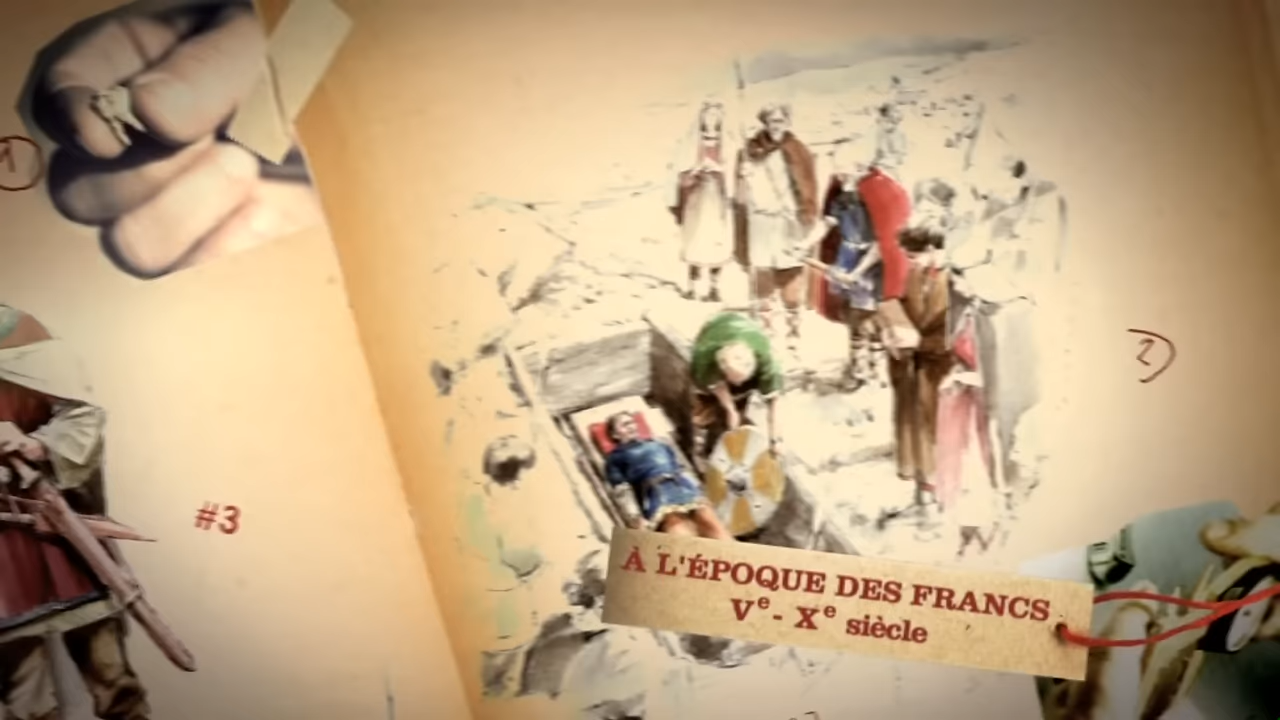 1)
#3
2)
À L'ÉPOQUE DES FRANCS
Ve - Xe siècle